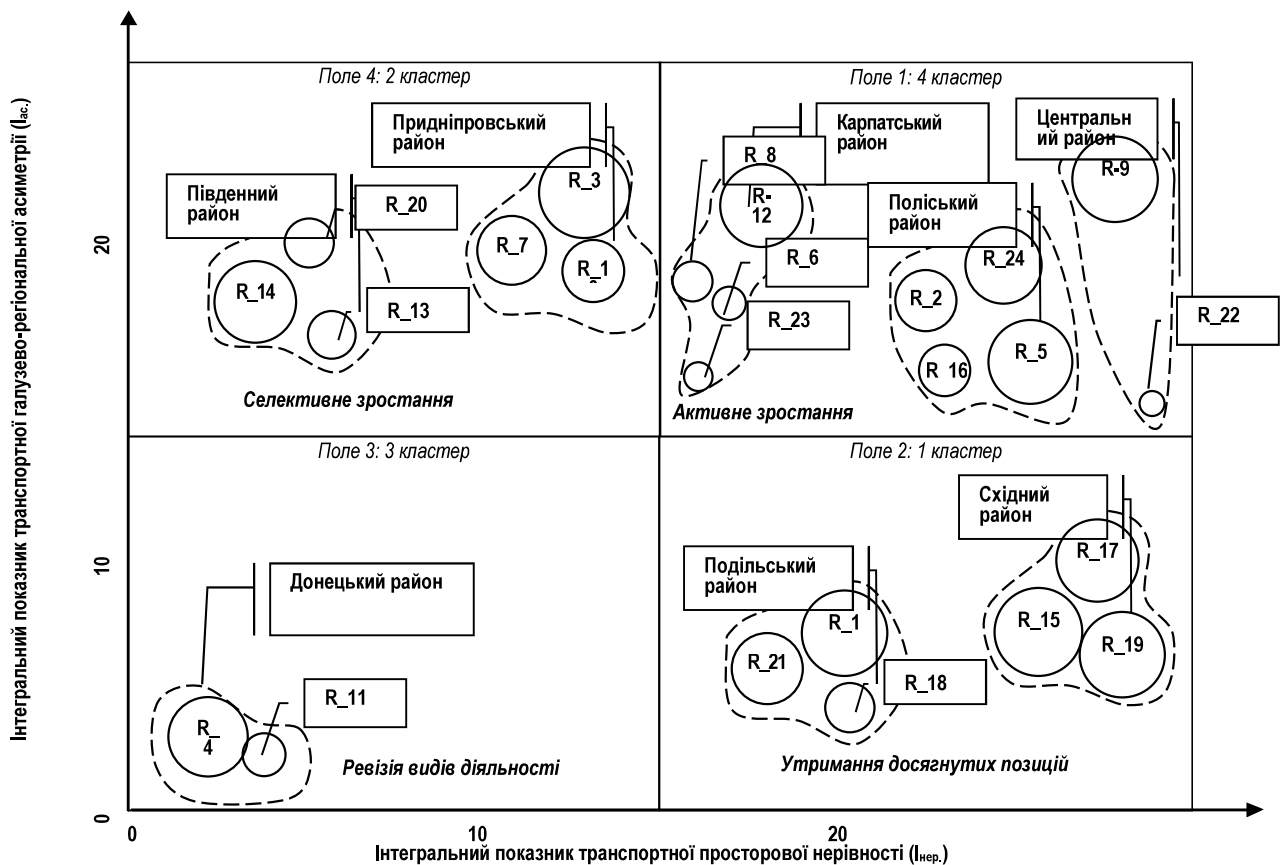 Інтегральний показник транспортної галузево-регіональної асиметрії (Iас.)
20
10
0
Поле 4: 2 кластер
Придніпровський
район
R_3
Південний
район
R_20
R_7
R_1
R_14
R_13
Селективне зростання
Поле 1: 4 кластер
Карпатський
район
Центральн
ий район
R_8
R-9
R-
12
Поліський
район
R_6
R_24
R_2
R_23
R_22
R_5
R_16
Активне зростання
Поле 3: 3 кластер
Донецький район
R_11
R_
4
Ревізія видів діяльності
Поле 2: 1 кластер
Східний
район
R_17
Подільський
район
R_1
R_15
R_19
R_21
R_18
Утримання досягнутих позицій
0
10
20
Інтегральний показник транспортної просторової нерівності (Iнер.)